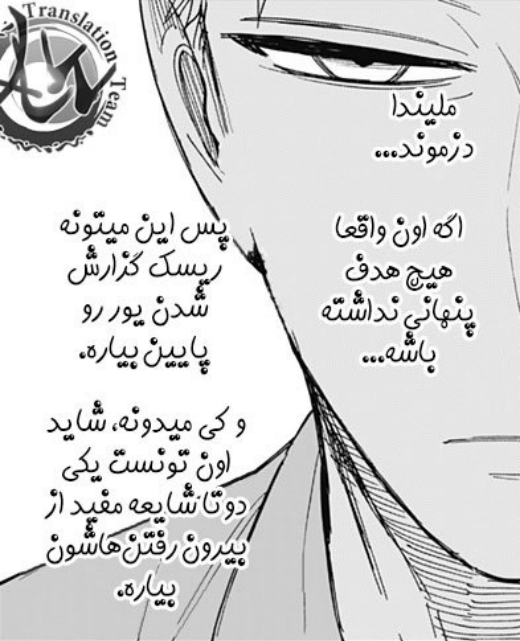 Translation Team
ملیندا
دزموند...
اگه اون واقعا
هیچ هدف
پنهانی نداشته
باشه...
پس این میتونه
ریسک گزارش
شدن یور رو
پایین بیاره.
و کی میدونه، شاید
اون تونست یکی
دوتا شایعه مفید از
بیرون رفتن‌هاشون
بیاره.